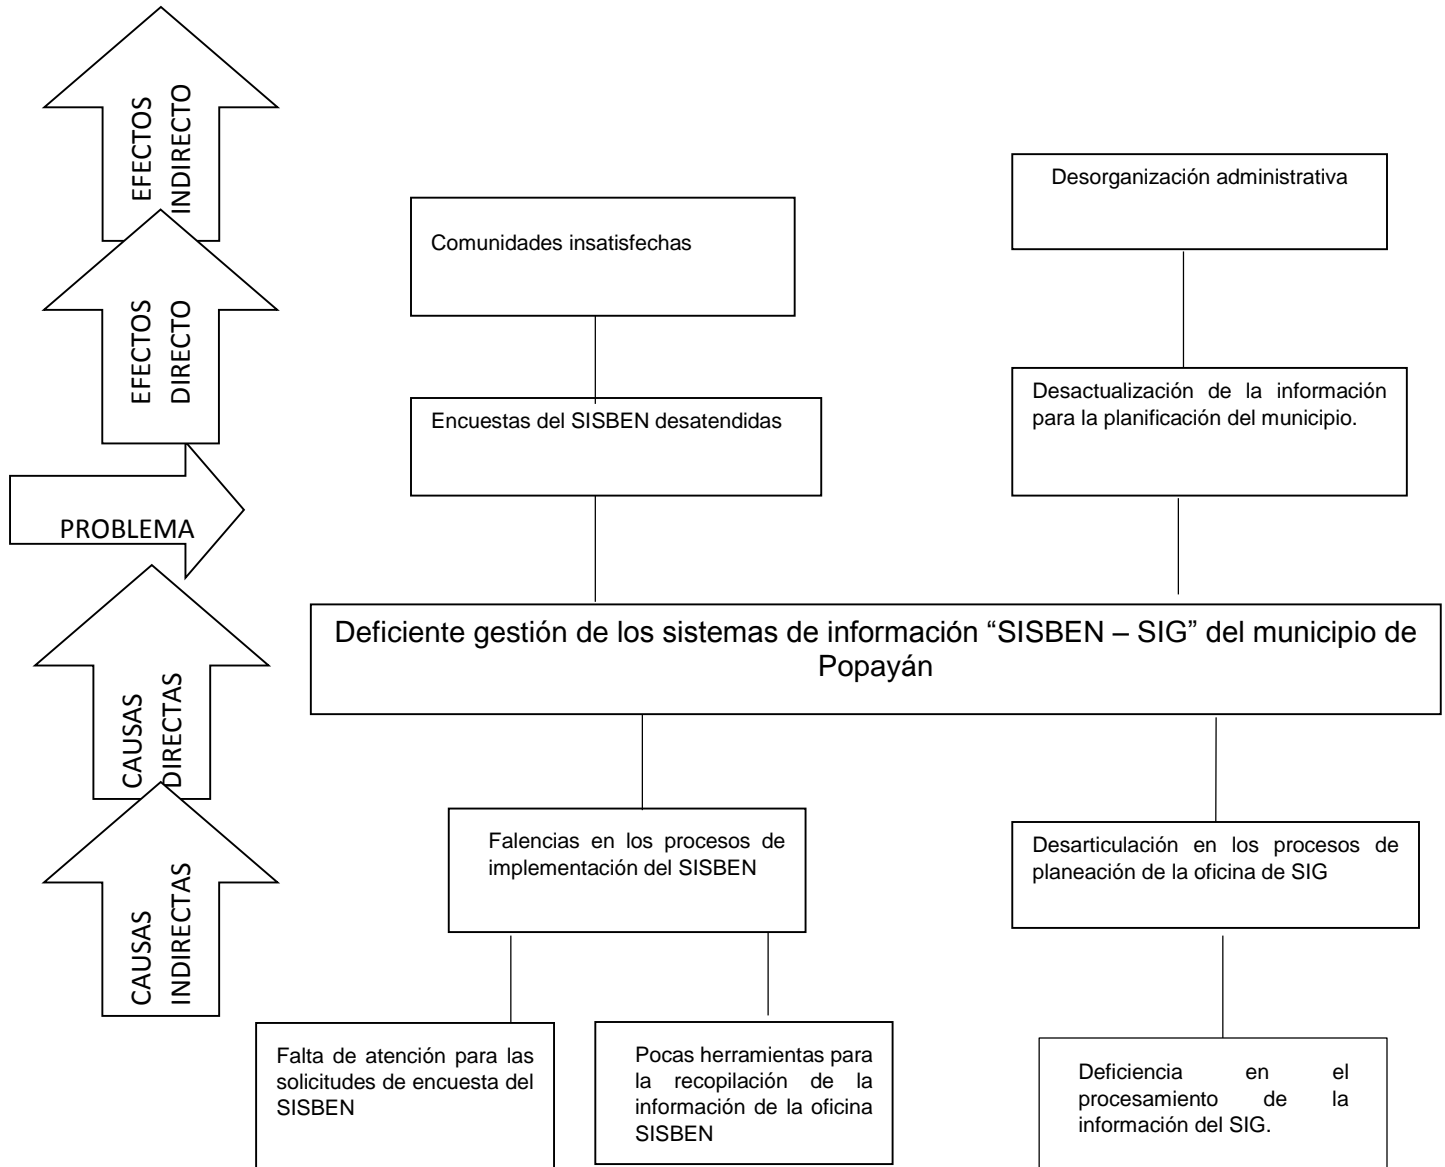 EFECTOS
INDIRECTO
Desorganización administrativa
Comunidades insatisfechas
EFECTOS
DIRECTO
Desactualización de la información
para la planificación del municipio.
Encuestas del SISBEN desatendidas
PROBLEMA
Deficiente gestión de los sistemas de información “SISBEN – SIG” del municipio de
Popayán
CAUSAS
DIRECTAS
Falencias en los procesos de
implementación del SISBEN
Desarticulación en los procesos de
planeación de la oficina de SIG
CAUSAS
INDIRECTAS
Falta de atención para las
solicitudes de encuesta del
SISBEN
Pocas herramientas para
la recopilación de la
información de la oficina
SISBEN
Deficiencia en el
procesamiento de la
información del SIG.